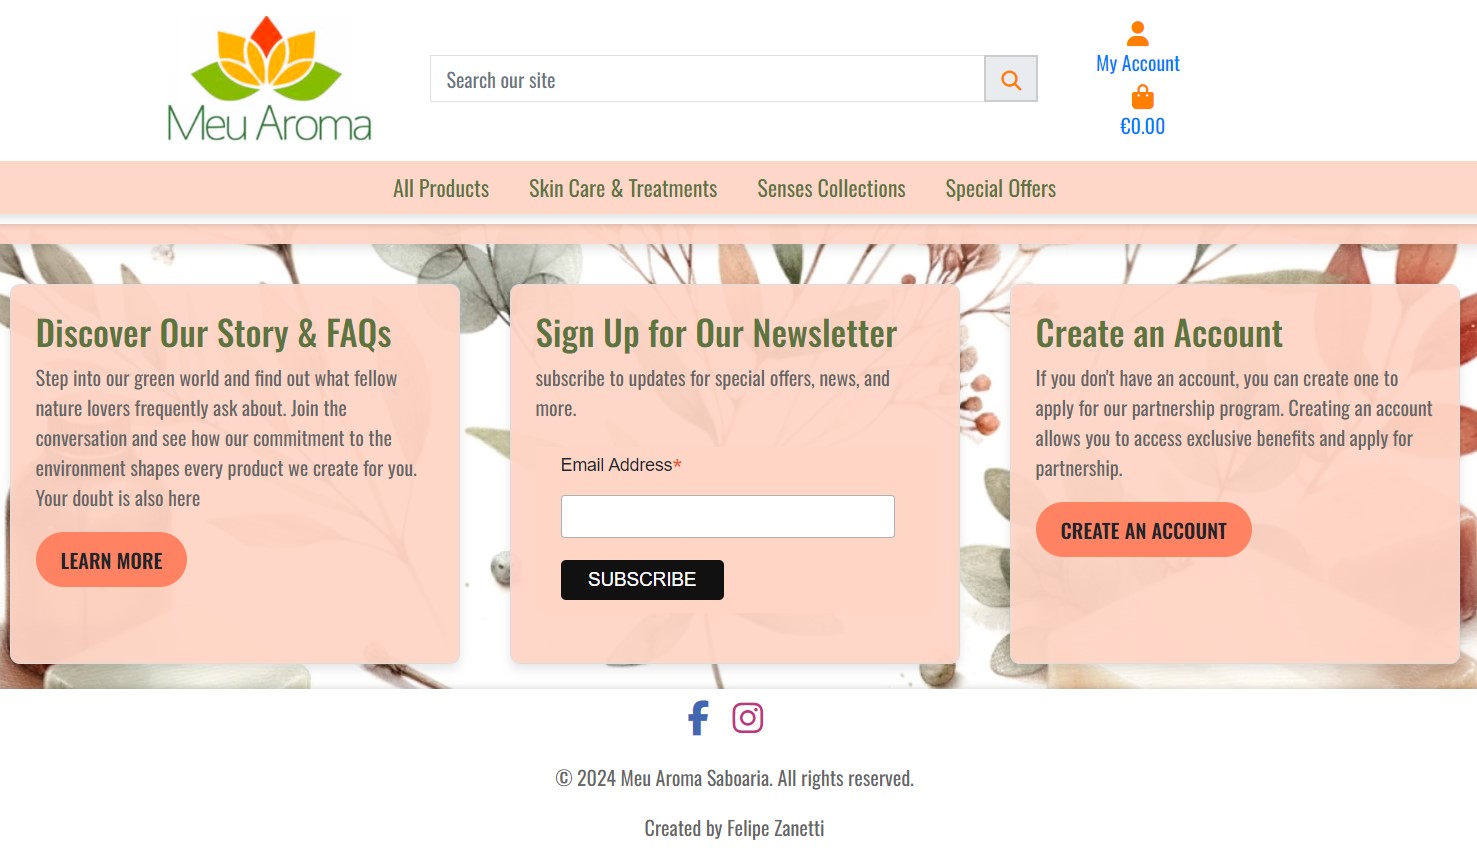 Meu Aroma
Search our site
My Account
€0.00
All Products
Skin Care & Treatments
Senses Collections
Special Offers
Discover Our Story & FAQs
Step into our green world and find out what fellow
nature lovers frequently ask about. Join the
conversation and see how our commitment to the
environment shapes every product we create for you.
Your doubt is also here
LEARN MORE
Sign Up for Our Newsletter
subscribe to updates for special offers, news, and
more.
Email Address*
SUBSCRIBE
Create an Account
If you don't have an account, you can create one to
apply for our partnership program. Creating an account
allows you to access exclusive benefits and apply for
partnership.
CREATE AN ACCOUNT
© 2024 Meu Aroma Saboaria. All rights reserved.
Created by Felipe Zanetti